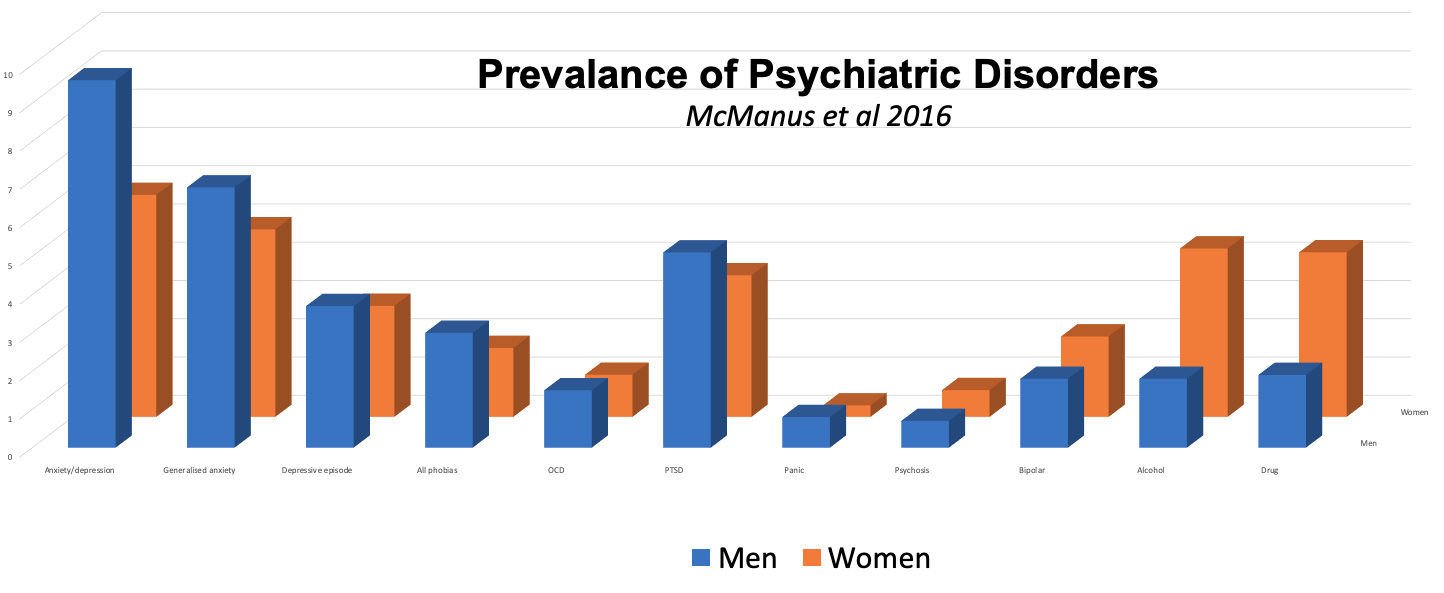 Prevalance of Psychiatric Disorders
McManus et al 2016
10
9
8
7
6
5
4
3
2
1
0
Women
Men
Anxiety/depression Generalised anxiety Depressive episode All phobias OCD PTSD Panic Psychosis Bipolar Alcohol Drug
Men Women